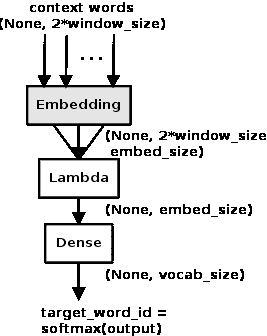 context words
(None, 2*window_size)
...
Embedding
(None, 2*window_size
embed_size)
Lambda
(None, embed_size)
Dense
(None, vocab_size)
target_word_id =
softmax(output)